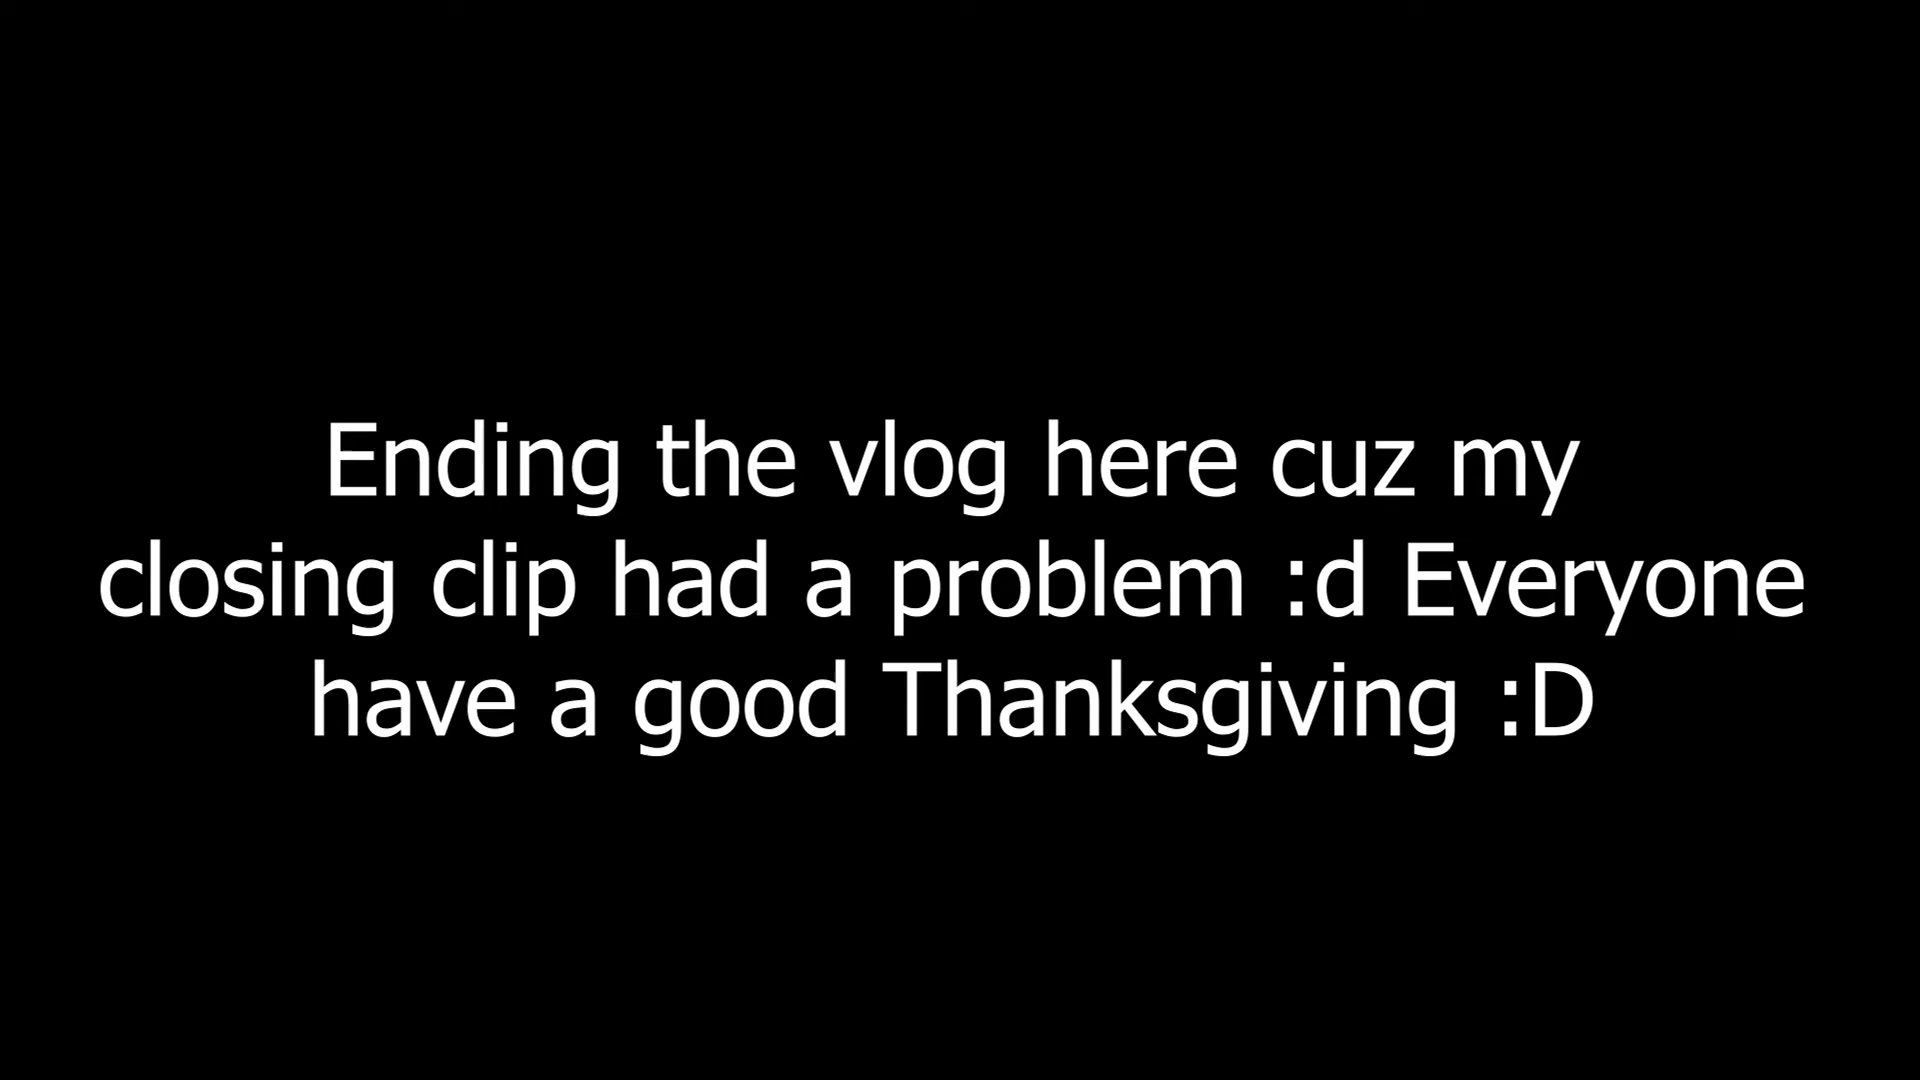 Ending the vlog here cuz my
closing clip had a problem :d Everyone
have a good Thanksgiving :D